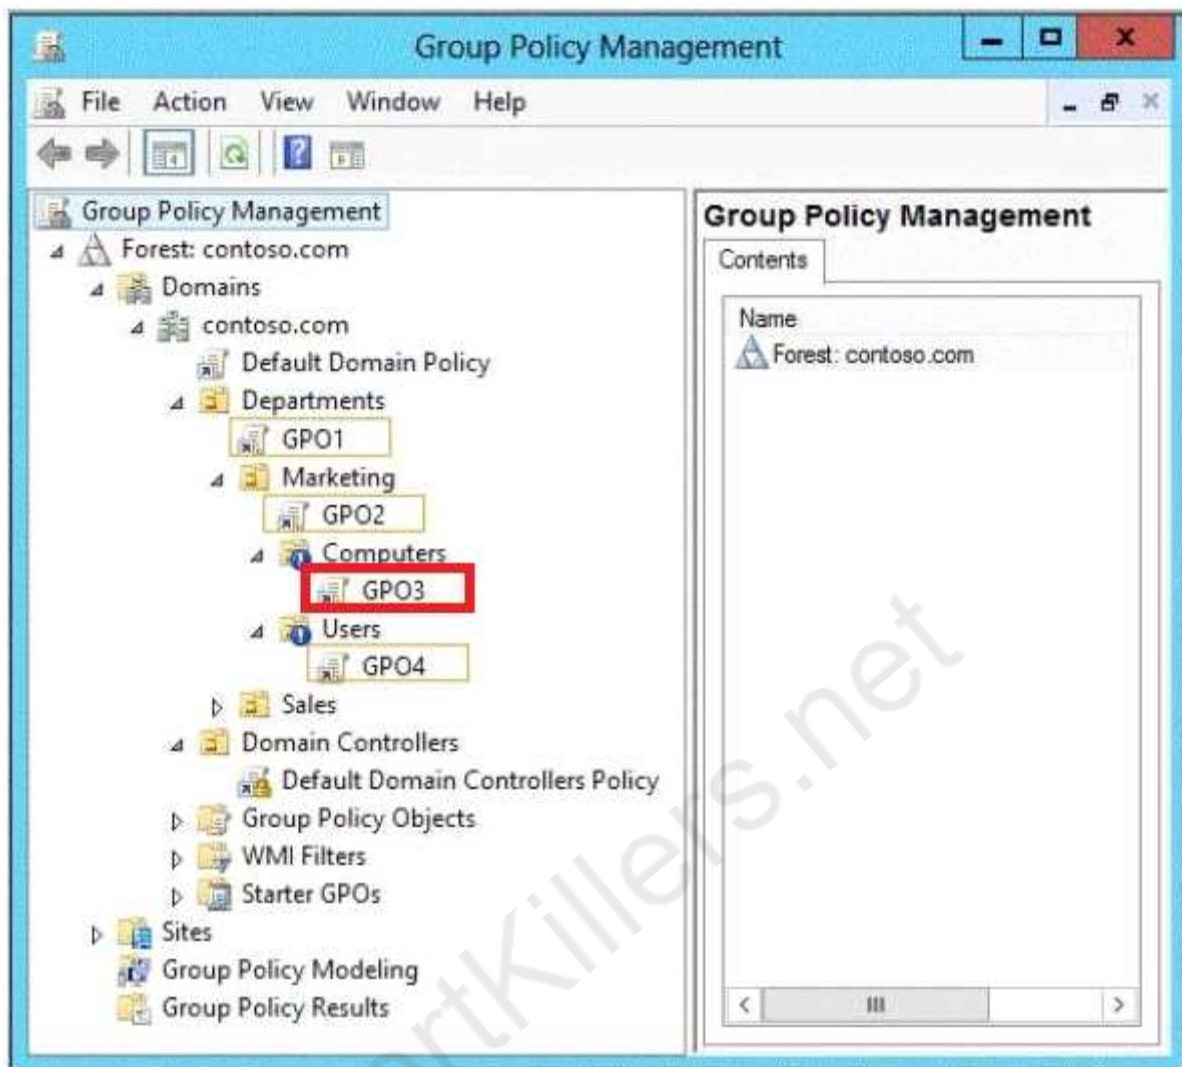 Group Policy Management
File Action View Window Help
Group Policy Management
Forest: contoso.com
Domains
contoso.com
Default Domain Policy
Departments
GPO1
Marketing
GPO2
Computers
GPO3
Users
GPO4
Sales
Domain Controllers
Default Domain Controllers Policy
Group Policy Objects
WMI Filters
Starter GPOs
Sites
Group Policy Modeling
Group Policy Results
Group Policy Management
Contents
Name
Forest: contoso.com
rtKillers.net